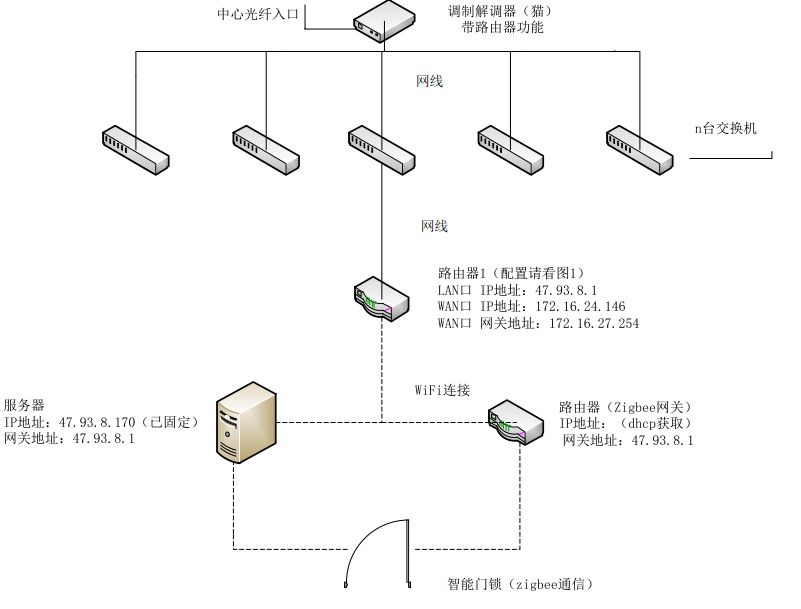 中心光纤入口
调制解调器（猫）
带路由器功能
网线
n台交换机
网线
路由器1（配置请看图1）
LAN口 IP地址：47.93.8.1
WAN口 IP地址：172.16.24.146
WAN口 网关地址：172.16.27.254
WiFi连接
服务器
IP地址：47.93.8.170（已固定）
网关地址：47.93.8.1
路由器（Zigbee网关）
IP地址：（dhcp获取）
网关地址：47.93.8.1
智能门锁（zigbee通信）